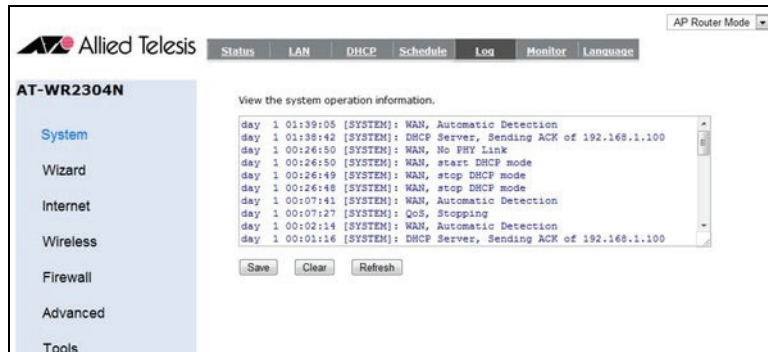 AP Router Mode
Allied Telesis
Status LAN DHCP Schedule Log Monitor Language
AT-WR2304N
System
Wizard
Internet
Wireless
Firewall
Advanced
Tools
View the system operation information.
day 1 01:39:05 [SYSTEM]: WAN, Automatic Detection
day 1 01:38:42 [SYSTEM]: DHCP Server, Sending ACK of 192.168.1.100
day 1 00:26:50 [SYSTEM]: WAN, No PHY Link
day 1 00:26:50 [SYSTEM]: WAN, start DHCP mode
day 1 00:26:49 [SYSTEM]: WAN, stop DHCP mode
day 1 00:26:48 [SYSTEM]: WAN, stop DHCP mode
day 1 00:07:41 [SYSTEM]: WAN, Automatic Detection
day 1 00:07:27 [SYSTEM]: QoS, Stopping
day 1 00:02:14 [SYSTEM]: WAN, Automatic Detection
day 1 00:01:16 [SYSTEM]: DHCP Server, Sending ACK of 192.168.1.100
Save Clear Refresh